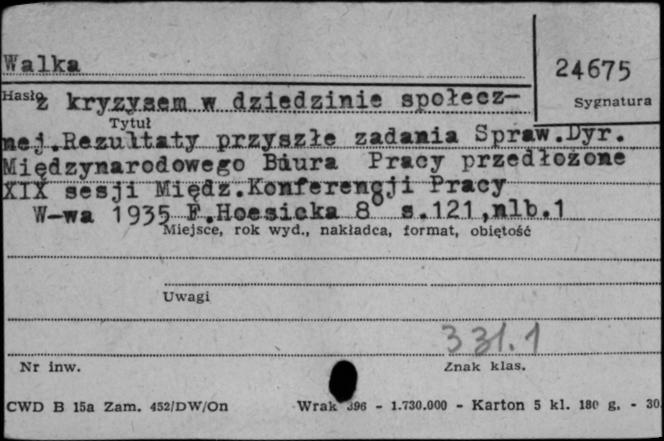 Walka
24675
Hasło
z kryzysem w dziedzinie społecz-
Sygnatura
Tytuł
nej.Rezultaty przyszłe zadania Spraw.Dyr.
Międzynarodowego Biura Pracy przedłożone
XIX sesji Międz.Konferencji Pracy
W-wa 1935 F.Hoesicka 8° s.121,nlb.1
Miejsce, rok wyd., nakładca, format, objętość
Uwagi
331.1
Nr inw.
Znak klas.
CWD B 15a Zam. 452/DW/On Wrak 396 - 1.730.000 - Karton 5 kl. 180 g. - 30.